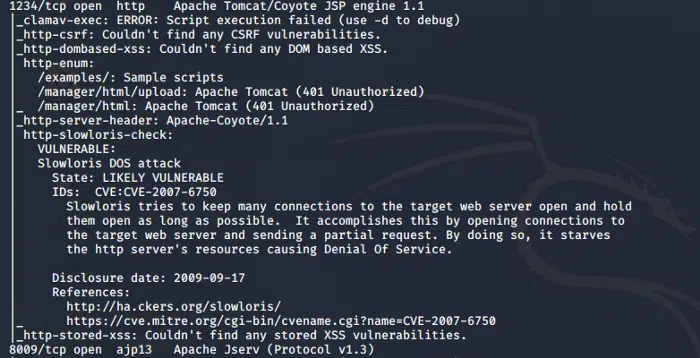 1234/tcp open  http    Apache Tomcat/Coyote JSP engine 1.1
|_clamav-exec: ERROR: Script execution failed (use -d to debug)
|_http-csrf: Couldn't find any CSRF vulnerabilities.
|_http-dombased-xss: Couldn't find any DOM based XSS.
http-enum:
/examples/: Sample scripts
/manager/html/upload: Apache Tomcat (401 Unauthorized)
|_  /manager/html: Apache Tomcat (401 Unauthorized)
|_http-server-header: Apache-Coyote/1.1
http-slowloris-check:
VULNERABLE:
Slowloris DOS attack
State: LIKELY VULNERABLE
IDs:  CVE:CVE-2007-6750
Slowloris tries to keep many connections to the target web server open and hold
them open as long as possible.  It accomplishes this by opening connections to
the target web server and sending a partial request. By doing so, it starves
the http server's resources causing Denial Of Service.
Disclosure date: 2009-09-17
References:
http://ha.ckers.org/slowloris/
|_      https://cve.mitre.org/cgi-bin/cvename.cgi?name=CVE-2007-6750
|_http-stored-xss: Couldn't find any stored XSS vulnerabilities.
8009/tcp open  ajp13   Apache Jserv (Protocol v1.3)